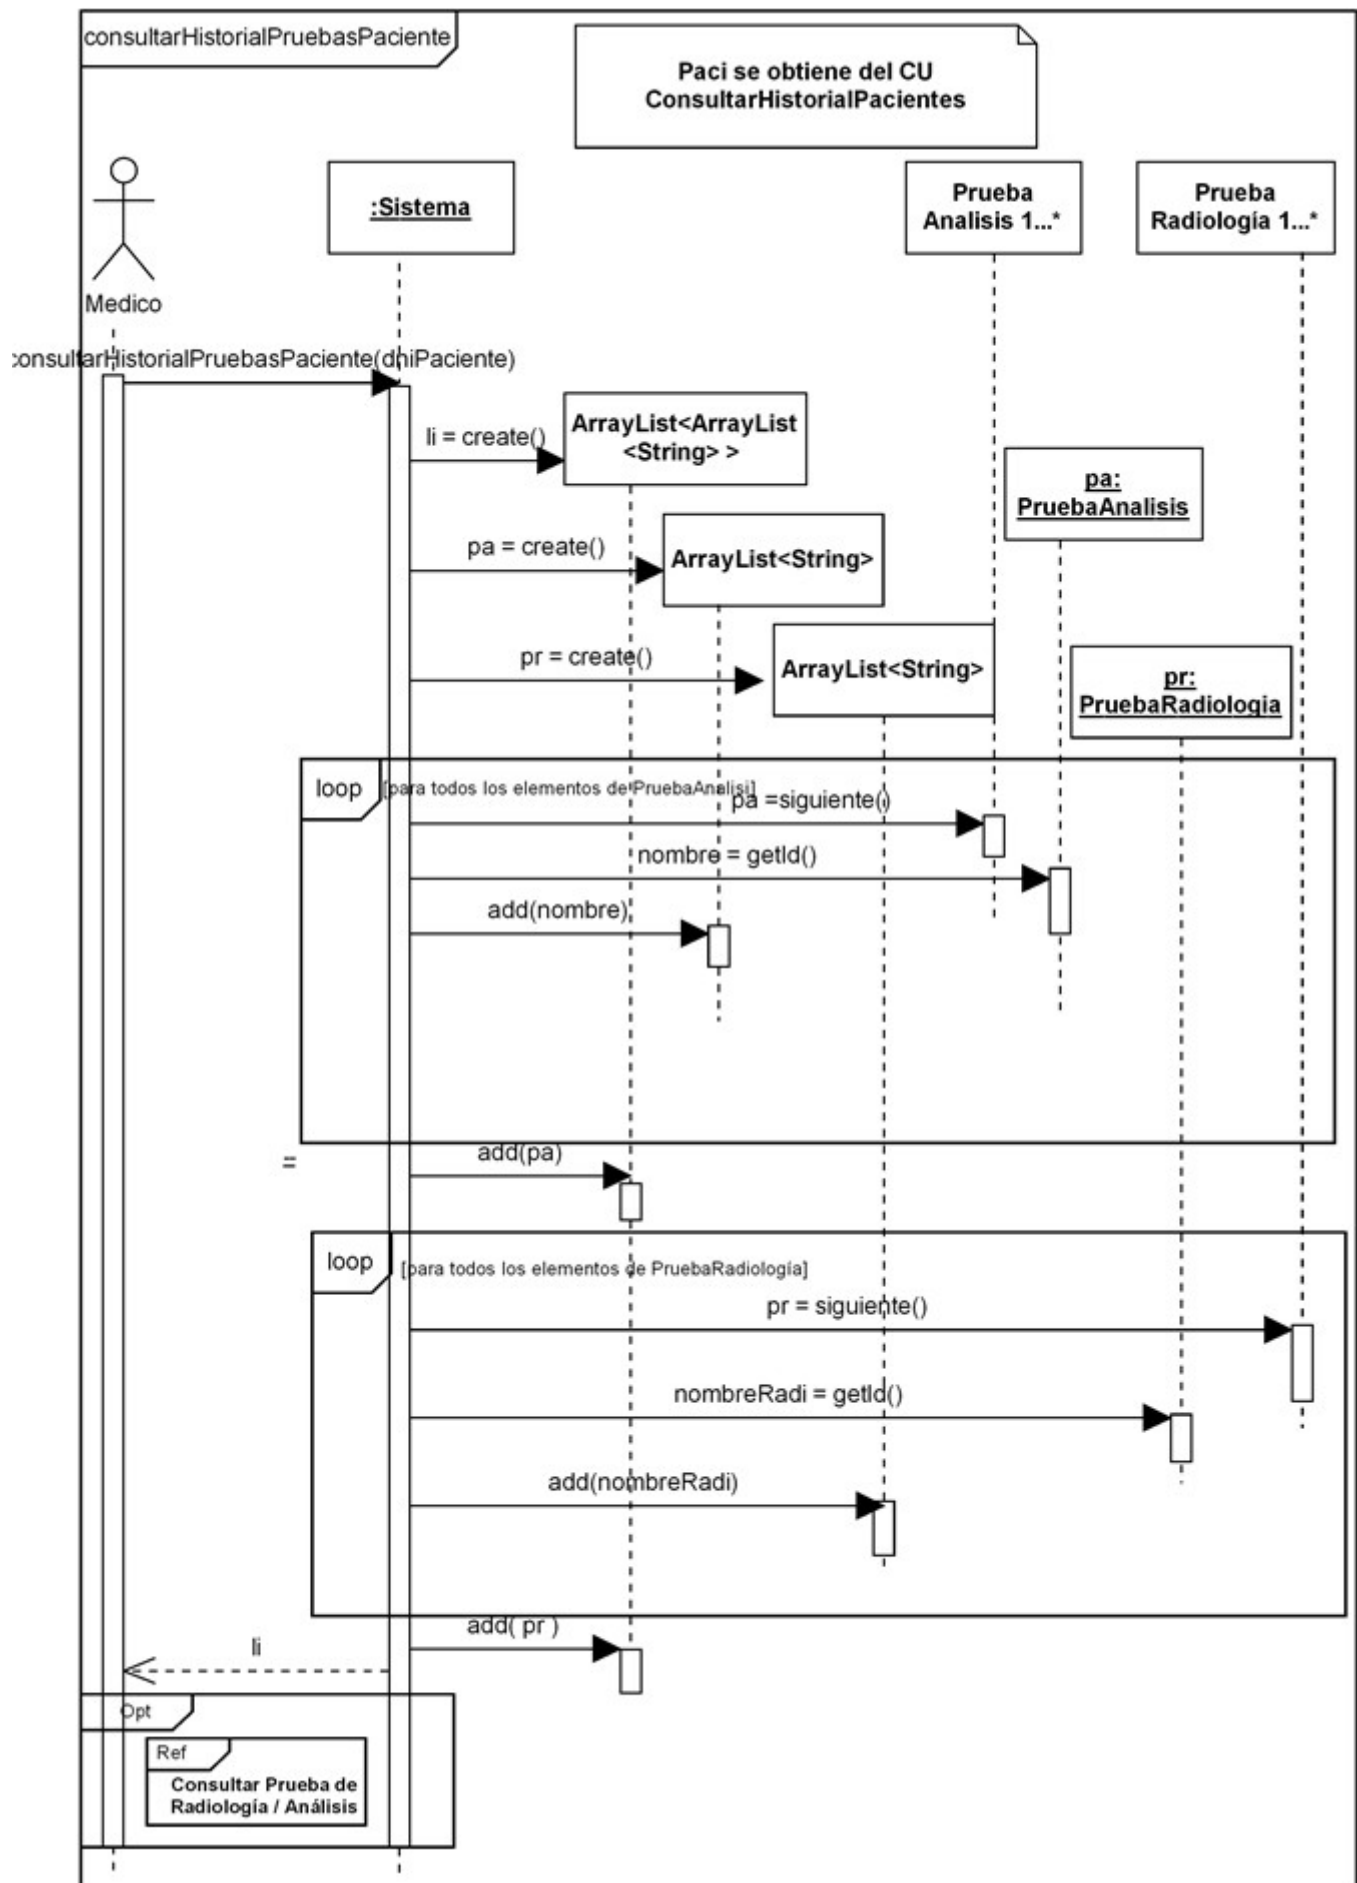 consultarHistorialPruebasPaciente
Paci se obtiene del CU
ConsultarHistorialPacientes
Medico
:Sistema
Prueba
Analisis 1...*
Prueba
Radiología 1...*
consultarHistorialPruebasPaciente(dniPaciente)
li = create()
ArrayList<ArrayList
<String> >
pa:
PruebaAnalisis
pa = create()
ArrayList<String>
pr = create()
ArrayList<String>
pr:
PruebaRadiologia
loop
[para todos los elementos de PruebaAnalisi]
pa =siguiente()
nombre = getId()
add(nombre)
=
add(pa)
loop
[para todos los elementos de PruebaRadiología]
pr = siguiente()
nombreRadi = getId()
add(nombreRadi)
add( pr )
li
Opt
Ref
Consultar Prueba de
Radiología / Análisis